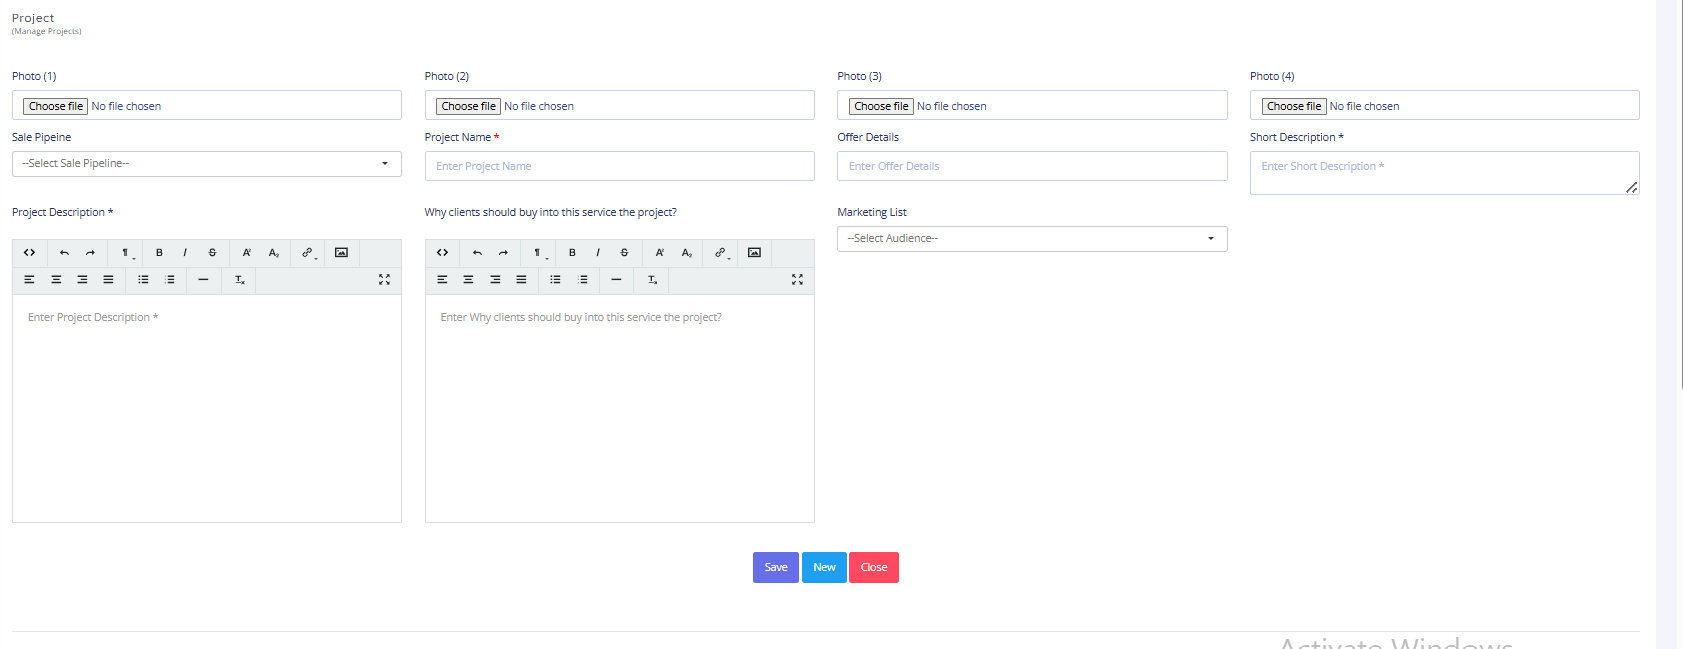 Project
(Manage Projects)
Photo (1)
Photo (2)
Photo (3)
Photo (4)
Choose file No file chosen
Choose file No file chosen
Choose file No file chosen
Choose file No file chosen
Sale Pipeine
Project Name *
Offer Details
Short Description *
--Select Sale Pipeline--
Enter Project Name
Enter Offer Details
Enter Short Description *
Project Description *
Why clients should buy into this service the project?
Marketing List
--Select Audience--
Enter Project Description *
Enter Why clients should buy into this service the project?
Save
New
Close
Activate Windows